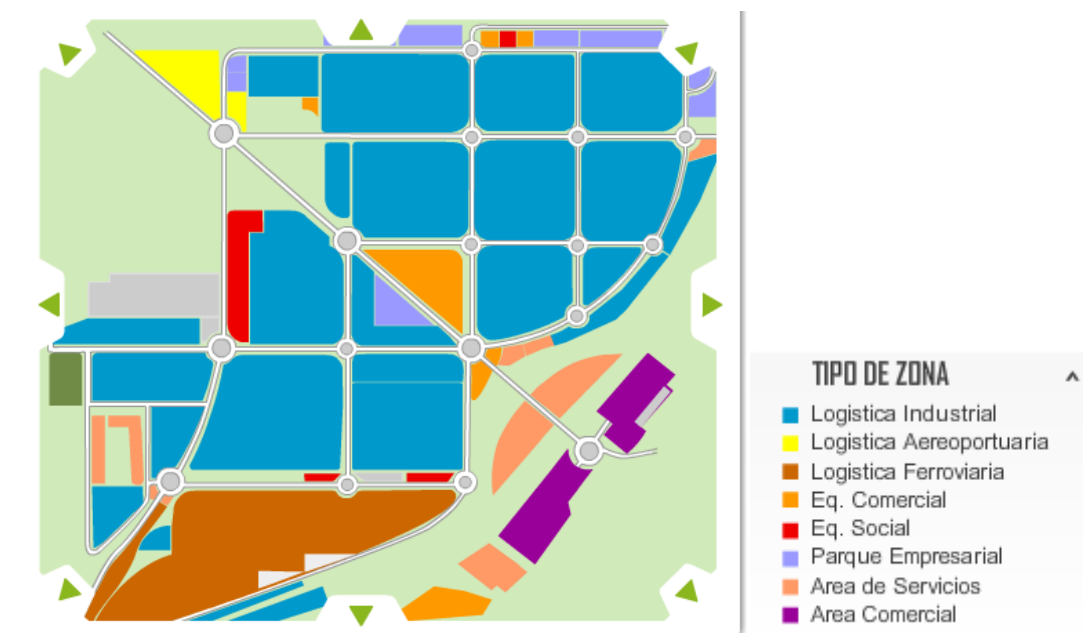 TIPO DE ZONA
Logistica Industrial
Logistica Aereoportuaria
Logistica Ferroviaria
Eq. Comercial
Eq. Social
Parque Empresarial
Area de Servicios
Area Comercial